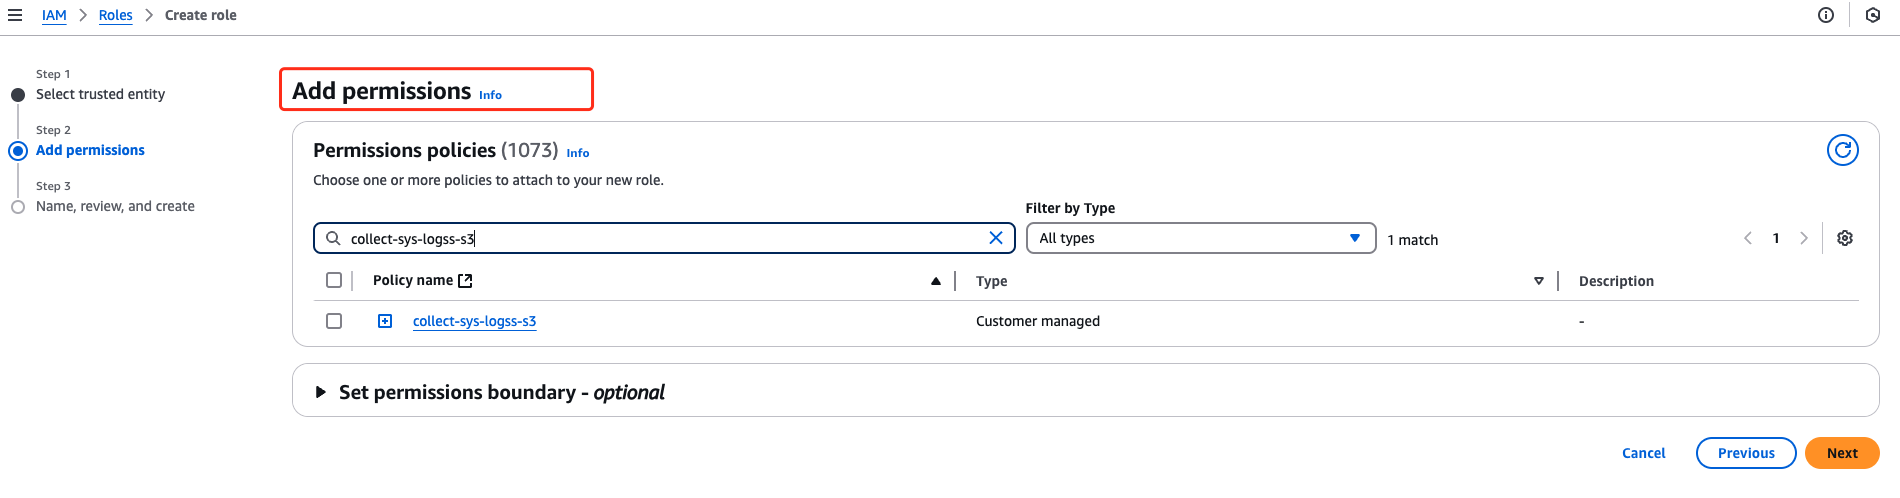 IAM > Roles > Create role
Step 1
Select trusted entity
Step 2
Add permissions
Step 3
Name, review, and create
Add permissions Info
Permissions policies (1073) Info
Choose one or more policies to attach to your new role.
Filter by Type
collect-sys-logss-s3
All types
1 match
1
Policy name
Type
Description
collect-sys-logss-s3
Customer managed
-
Set permissions boundary - optional
Cancel
Previous
Next